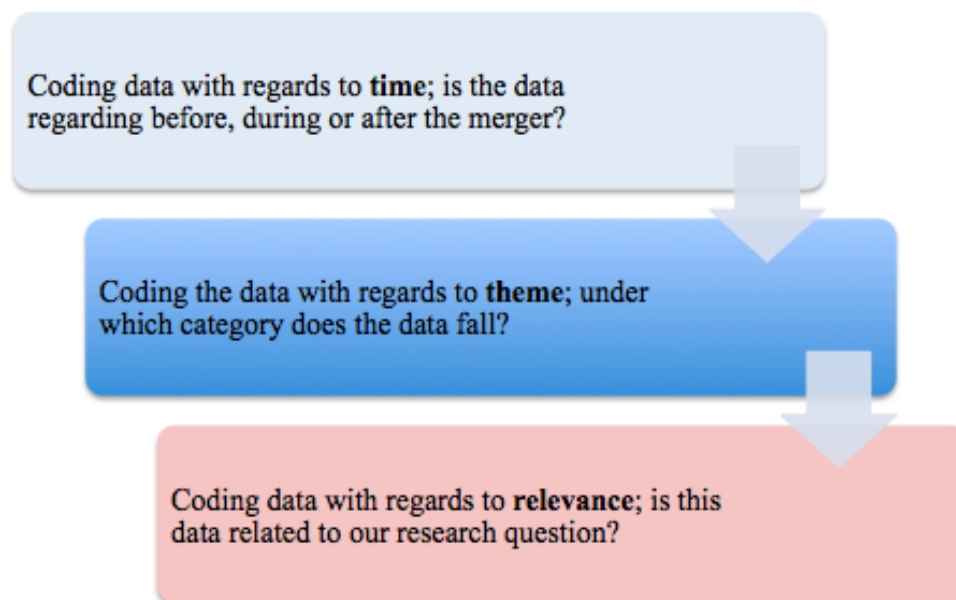 Coding data with regards to time; is the data
regarding before, during or after the merger?
Coding the data with regards to theme; under
which category does the data fall?
Coding data with regards to relevance; is this
data related to our research question?